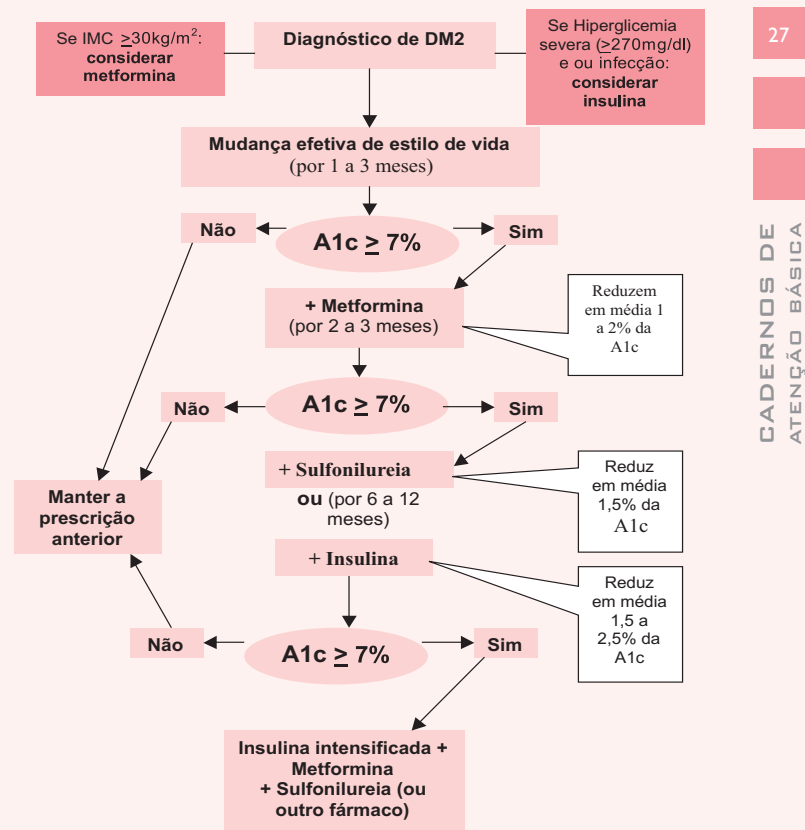 Se IMC ≥30kg/m²:
considerar
metformina
Diagnóstico de DM2
Se Hiperglicemia
severa (≥270mg/dl)
e ou infecção:
considerar
insulina
27
Mudança efetiva de estilo de vida
(por 1 a 3 meses)
Não
A1c ≥ 7%
Sim
+ Metformina
(por 2 a 3 meses)
Reduzem
em média 1
a 2% da
A1c
CADERNOS DE
ATENÇÃO BÁSICA
Não
A1c ≥ 7%
Sim
+ Sulfonilureia
ou (por 6 a 12
meses)
Reduz
em média
1,5% da
A1c
Manter a
prescrição
anterior
+ Insulina
Reduz
em média
1,5 a
2,5% da
A1c
Não
A1c ≥ 7%
Sim
Insulina intensificada +
Metformina
+ Sulfonilureia (ou
outro fármaco)